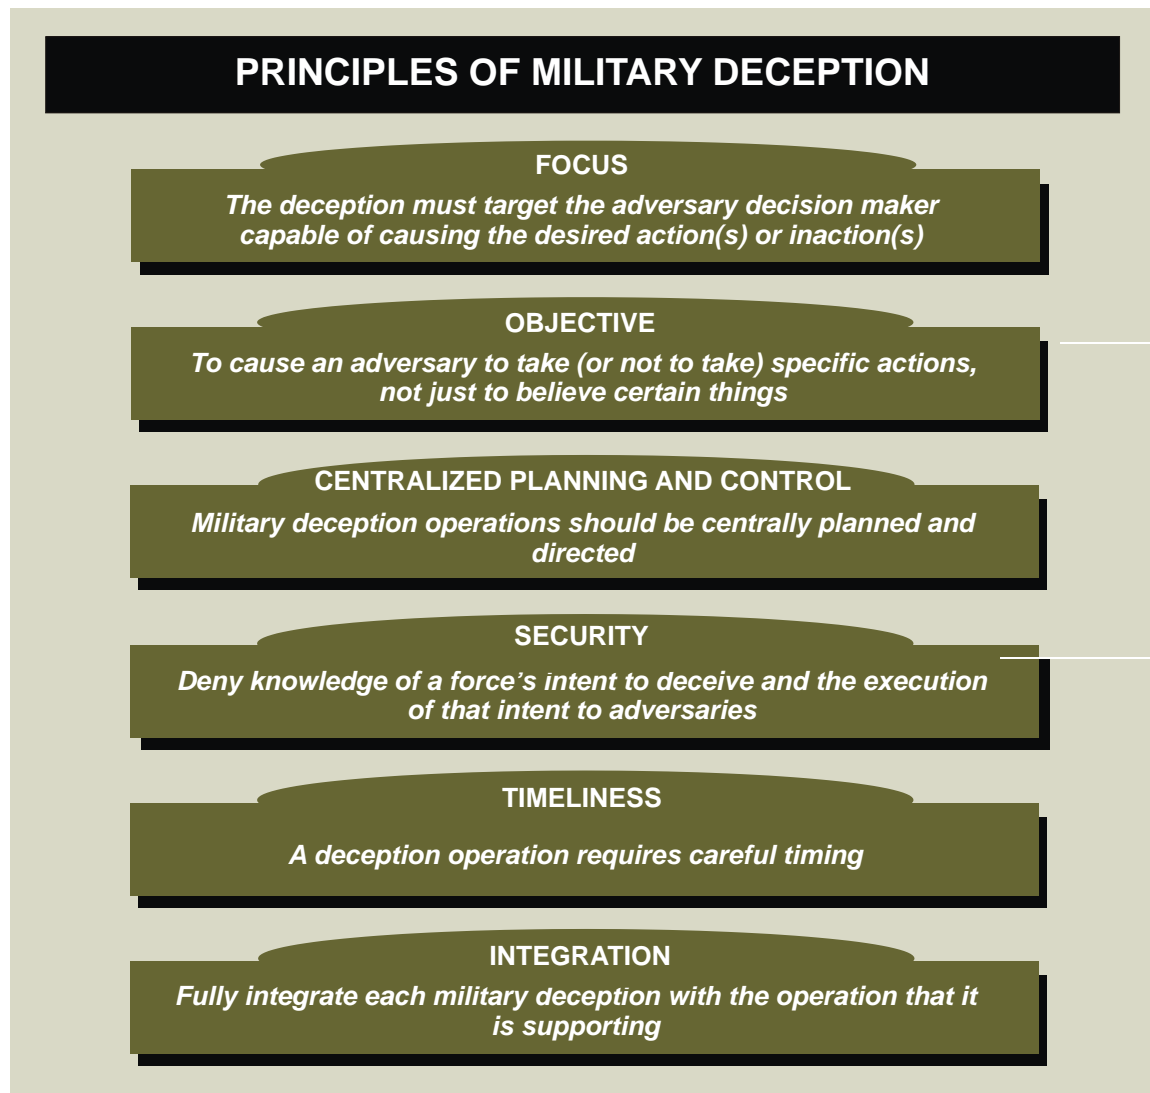 PRINCIPLES OF MILITARY DECEPTION
FOCUS
The deception must target the adversary decision maker
capable of causing the desired action(s) or inaction(s)
OBJECTIVE
To cause an adversary to take (or not to take) specific actions,
not just to believe certain things
CENTRALIZED PLANNING AND CONTROL
Military deception operations should be centrally planned and
directed
SECURITY
Deny knowledge of a force’s intent to deceive and the execution
of that intent to adversaries
TIMELINESS
A deception operation requires careful timing
INTEGRATION
Fully integrate each military deception with the operation that it
is supporting